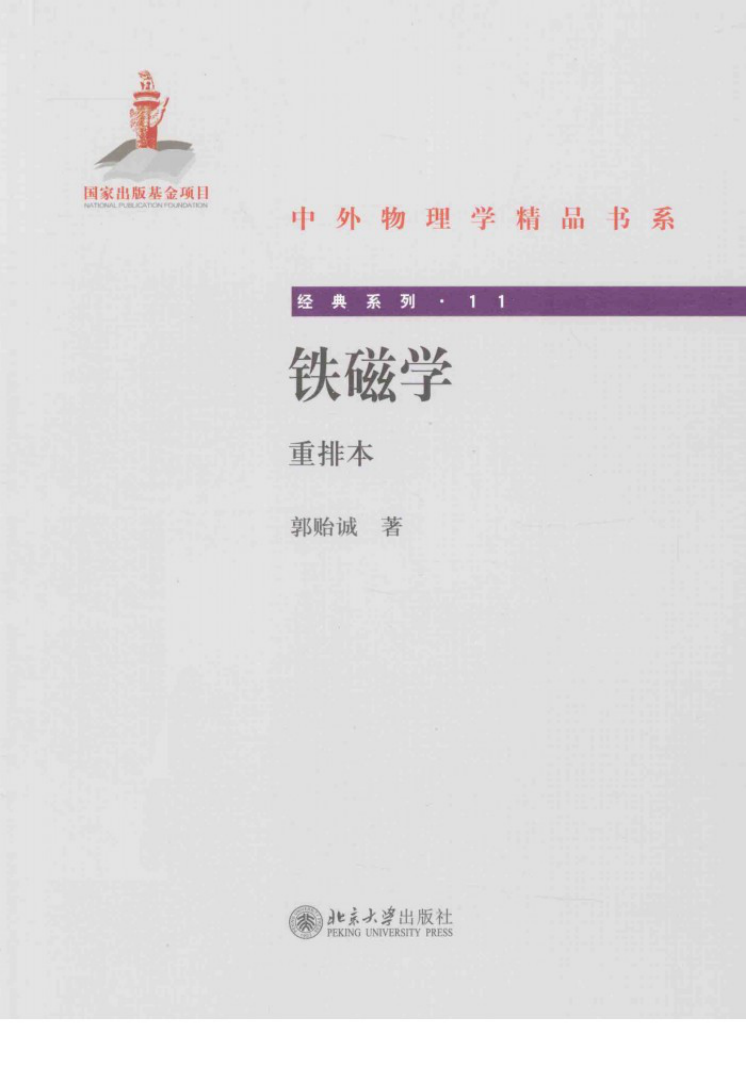 国家出版基金项目
NATIONAL PUBLICATION FOUNDATION
中外物理学精品书系
经典系列·11
铁磁学
重排本
郭贻诚 著
北京大学出版社
PEKING UNIVERSITY PRESS